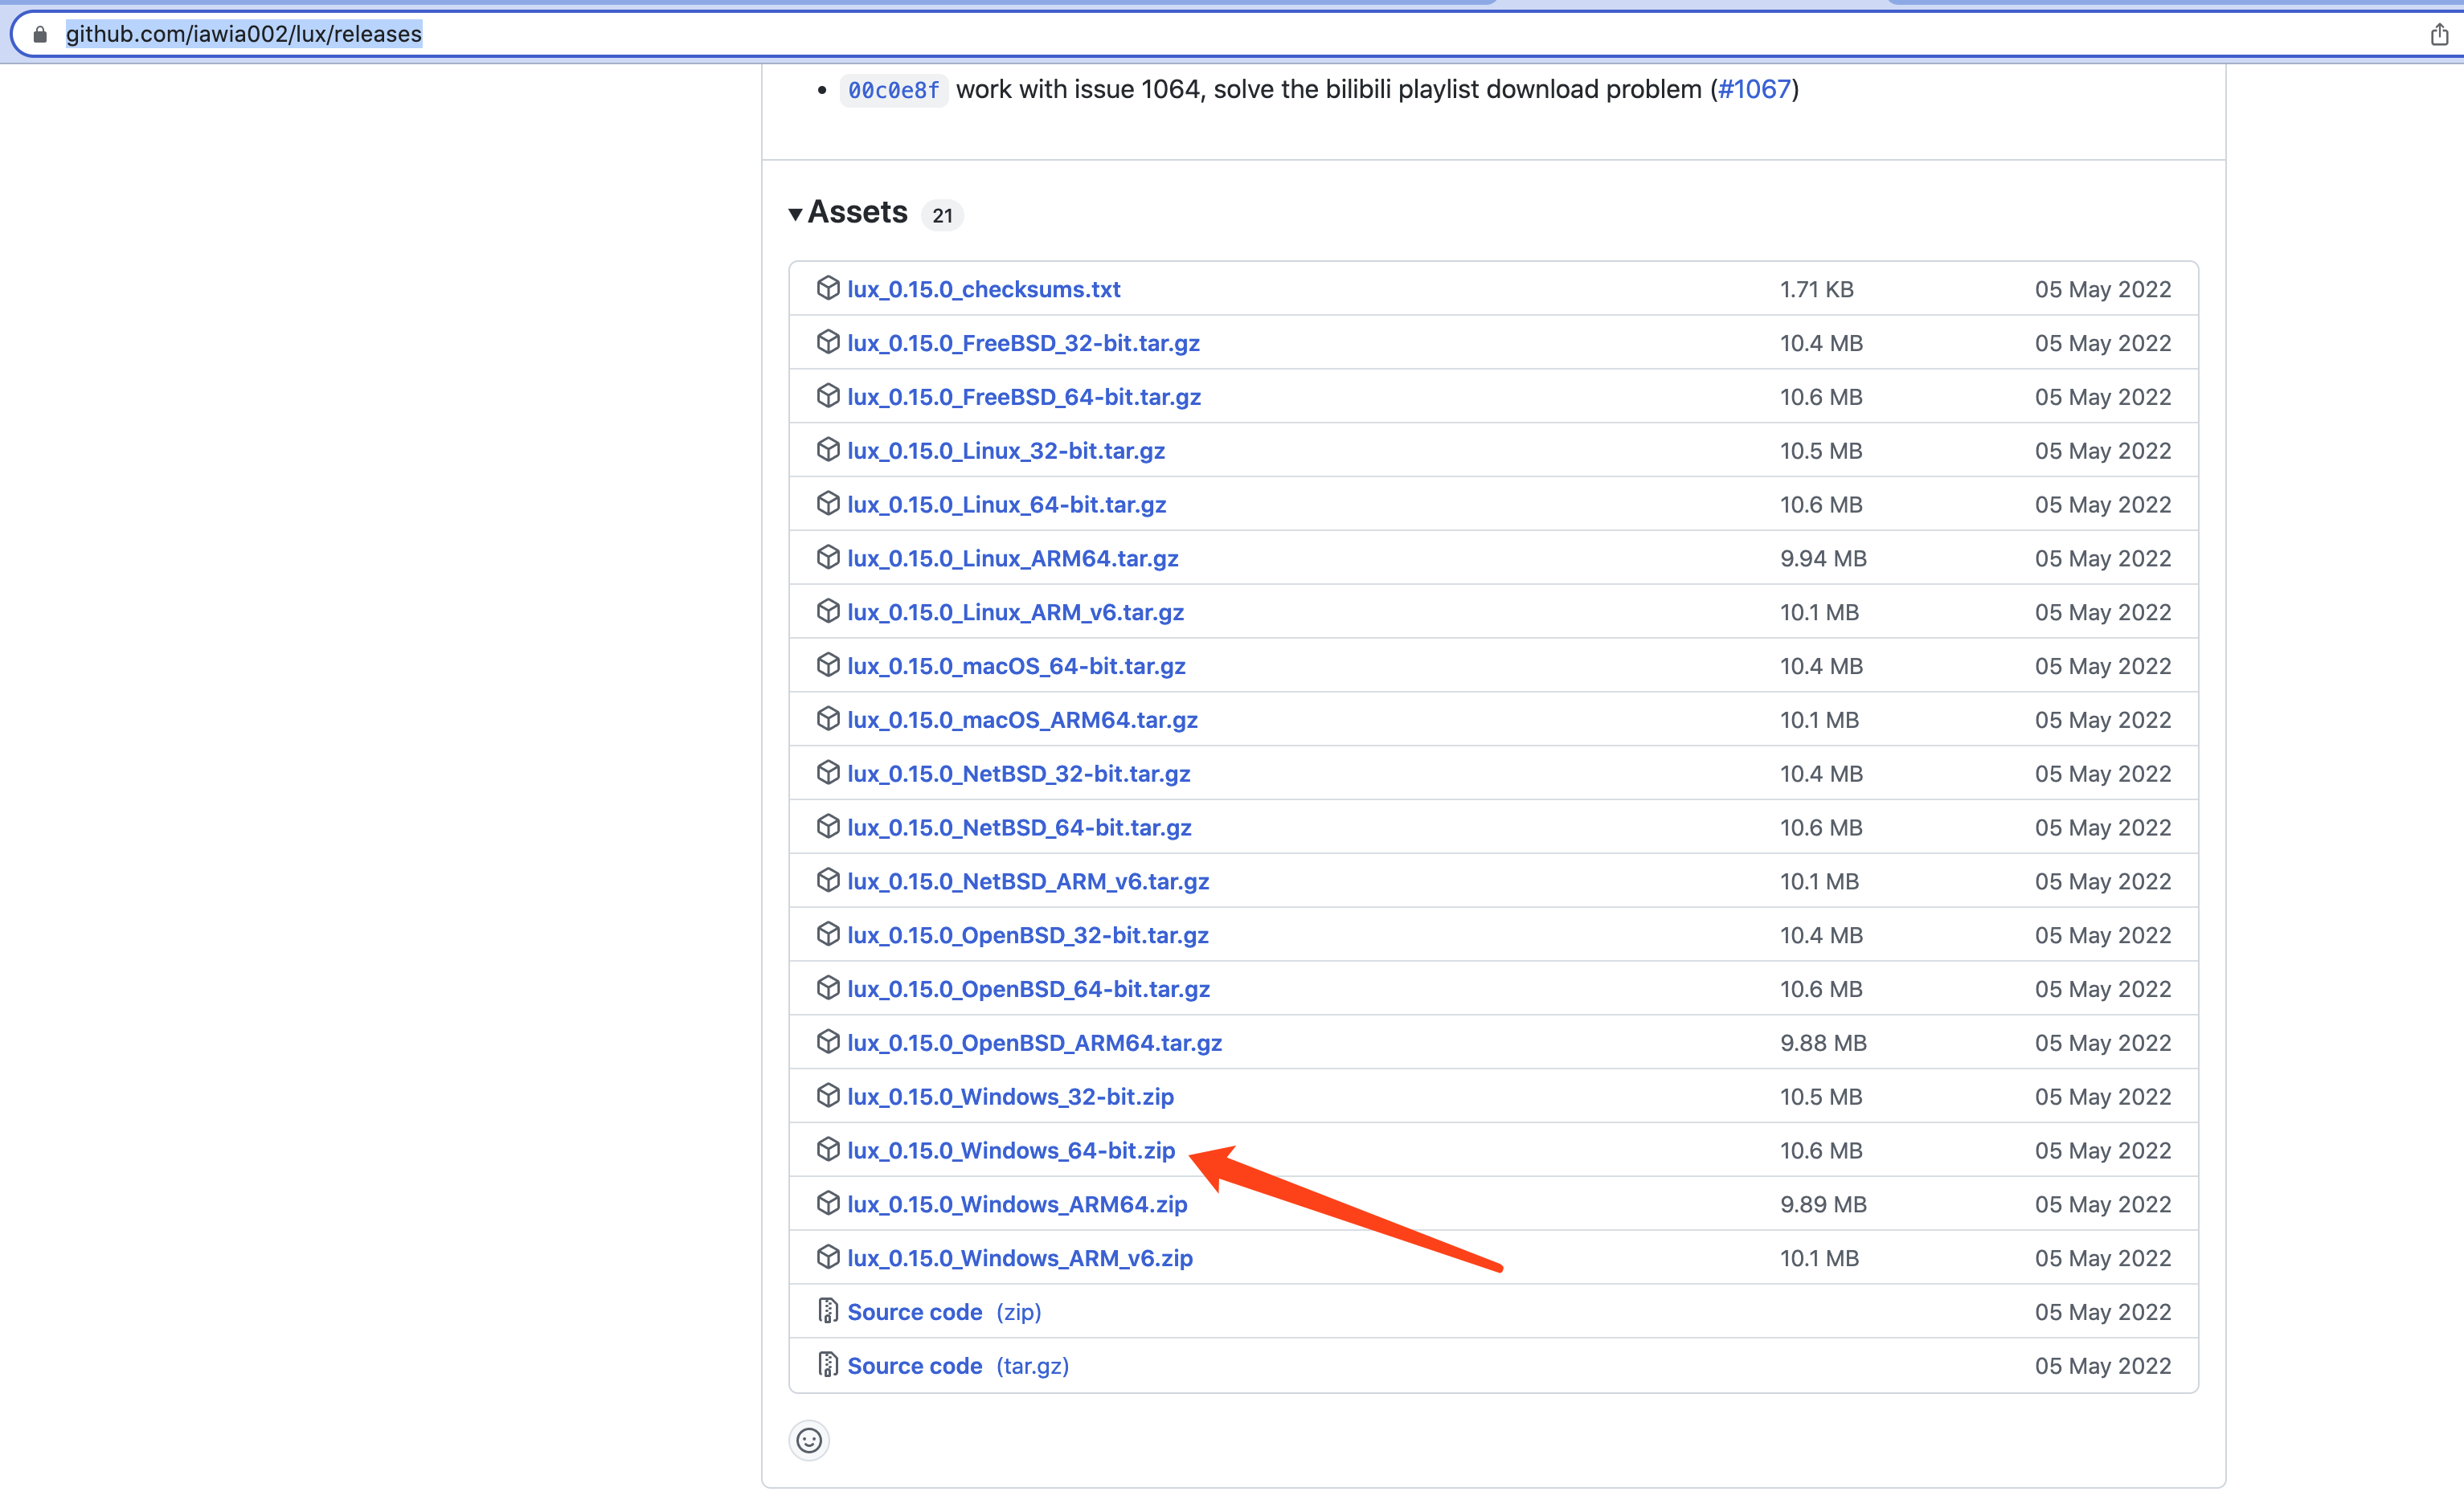 github.com/iawia002/lux/releases
• 00c0e8f work with issue 1064, solve the bilibili playlist download problem (#1067)
▾ Assets 21
lux_0.15.0_checksums.txt 1.71 KB 05 May 2022
lux_0.15.0_FreeBSD_32-bit.tar.gz 10.4 MB 05 May 2022
lux_0.15.0_FreeBSD_64-bit.tar.gz 10.6 MB 05 May 2022
lux_0.15.0_Linux_32-bit.tar.gz 10.5 MB 05 May 2022
lux_0.15.0_Linux_64-bit.tar.gz 10.6 MB 05 May 2022
lux_0.15.0_Linux_ARM64.tar.gz 9.94 MB 05 May 2022
lux_0.15.0_Linux_ARM_v6.tar.gz 10.1 MB 05 May 2022
lux_0.15.0_macOS_64-bit.tar.gz 10.4 MB 05 May 2022
lux_0.15.0_macOS_ARM64.tar.gz 10.1 MB 05 May 2022
lux_0.15.0_NetBSD_32-bit.tar.gz 10.4 MB 05 May 2022
lux_0.15.0_NetBSD_64-bit.tar.gz 10.6 MB 05 May 2022
lux_0.15.0_NetBSD_ARM_v6.tar.gz 10.1 MB 05 May 2022
lux_0.15.0_OpenBSD_32-bit.tar.gz 10.4 MB 05 May 2022
lux_0.15.0_OpenBSD_64-bit.tar.gz 10.6 MB 05 May 2022
lux_0.15.0_OpenBSD_ARM64.tar.gz 9.88 MB 05 May 2022
lux_0.15.0_Windows_32-bit.zip 10.5 MB 05 May 2022
lux_0.15.0_Windows_64-bit.zip 10.6 MB 05 May 2022
lux_0.15.0_Windows_ARM64.zip 9.89 MB 05 May 2022
lux_0.15.0_Windows_ARM_v6.zip 10.1 MB 05 May 2022
Source code (zip) 05 May 2022
Source code (tar.gz) 05 May 2022